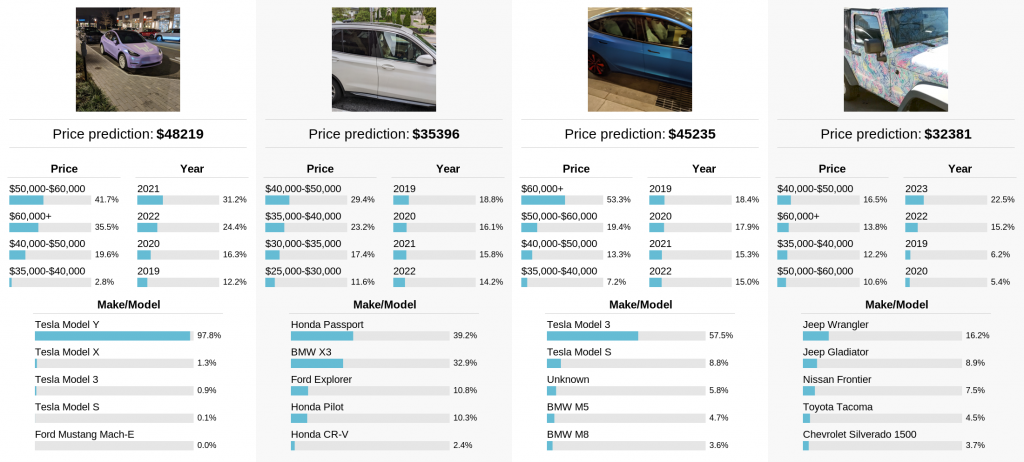 Price prediction: $48219
Price Year
$50,000-$60,000 2021
41.7% 31.2%
$60,000+ 2022
35.5% 24.4%
$40,000-$50,000 2020
19.6% 16.3%
$35,000-$40,000 2019
2.8% 12.2%
Make/Model
Tesla Model Y
97.8%
Tesla Model X
1.3%
Tesla Model 3
0.9%
Tesla Model S
0.1%
Ford Mustang Mach-E
0.0%
Price prediction: $35396
Price Year
$40,000-$50,000 2019
29.4% 18.8%
$35,000-$40,000 2020
23.2% 16.1%
$30,000-$35,000 2021
17.4% 15.8%
$25,000-$30,000 2022
11.6% 14.2%
Make/Model
Honda Passport
39.2%
BMW X3
32.9%
Ford Explorer
10.8%
Honda Pilot
10.3%
Honda CR-V
2.4%
Price prediction: $45235
Price Year
$60,000+ 2019
53.3% 18.4%
$50,000-$60,000 2020
19.4% 17.9%
$40,000-$50,000 2021
13.3% 15.3%
$35,000-$40,000 2022
7.2% 15.0%
Make/Model
Tesla Model 3
57.5%
Tesla Model S
8.8%
Unknown
5.8%
BMW M5
4.7%
BMW M8
3.6%
Price prediction: $32381
Price Year
$40,000-$50,000 2023
16.5% 22.5%
$60,000+ 2022
13.8% 15.2%
$35,000-$40,000 2019
12.2% 6.2%
$50,000-$60,000 2020
10.6% 5.4%
Make/Model
Jeep Wrangler
16.2%
Jeep Gladiator
8.9%
Nissan Frontier
7.5%
Toyota Tacoma
4.5%
Chevrolet Silverado 1500
3.7%